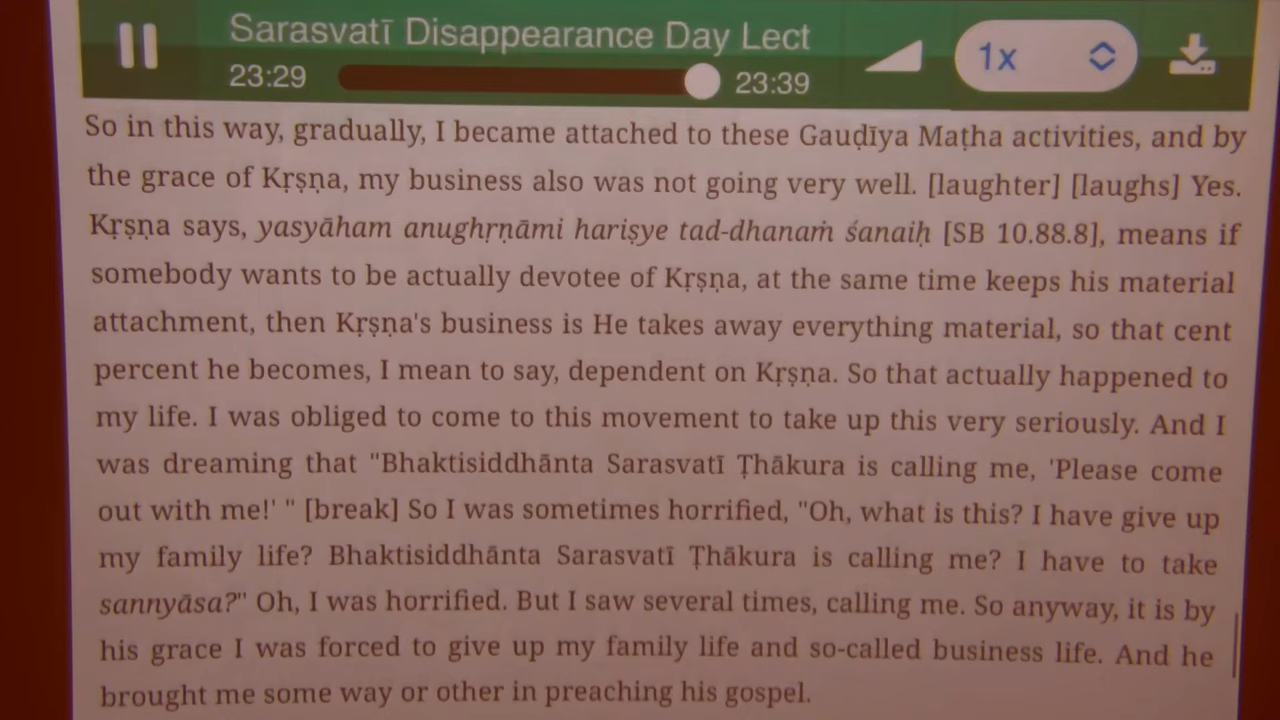 Sarasvatī Disappearance Day Lect
23:29
23:39
1x
So in this way, gradually, I became attached to these Gauḍīya Maṭha activities, and by
the grace of Kṛṣṇa, my business also was not going very well. [laughter] [laughs] Yes.
Kṛṣṇa says, yasyāham anughṛṇāmi hariṣye tad-dhanaṁ śanaiḥ [SB 10.88.8], means if
somebody wants to be actually devotee of Kṛṣṇa, at the same time keeps his material
attachment, then Kṛṣṇa's business is He takes away everything material, so that cent
percent he becomes, I mean to say, dependent on Kṛṣṇa. So that actually happened to
my life. I was obliged to come to this movement to take up this very seriously. And I
was dreaming that "Bhaktisiddhānta Sarasvatī Ṭhākura is calling me, 'Please come
out with me!' " [break] So I was sometimes horrified, "Oh, what is this? I have give up
my family life? Bhaktisiddhānta Sarasvatī Ṭhākura is calling me? I have to take
sannyāsa?" Oh, I was horrified. But I saw several times, calling me. So anyway, it is by
his grace I was forced to give up my family life and so-called business life. And he
brought me some way or other in preaching his gospel.